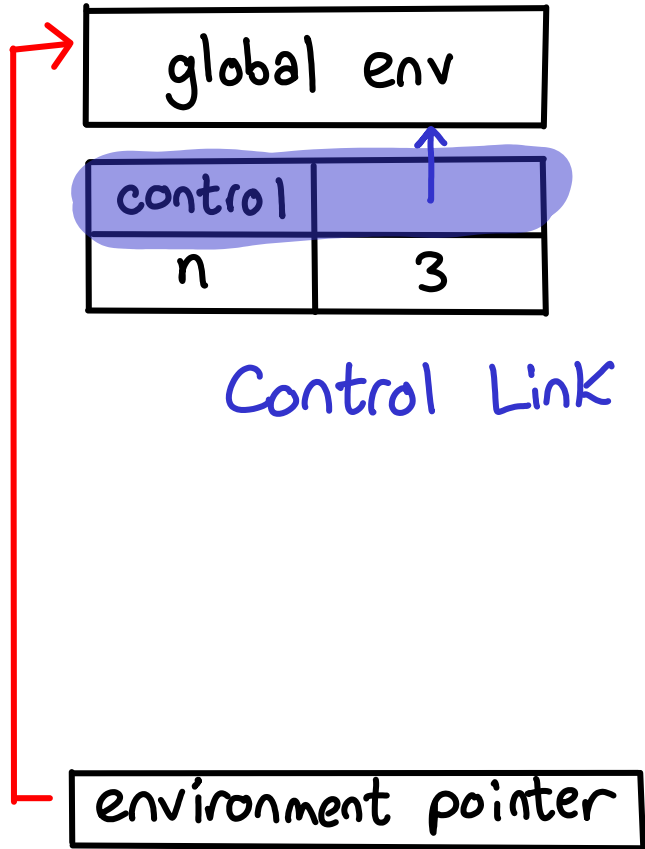 global env
control
n 3
Control Link
environment pointer